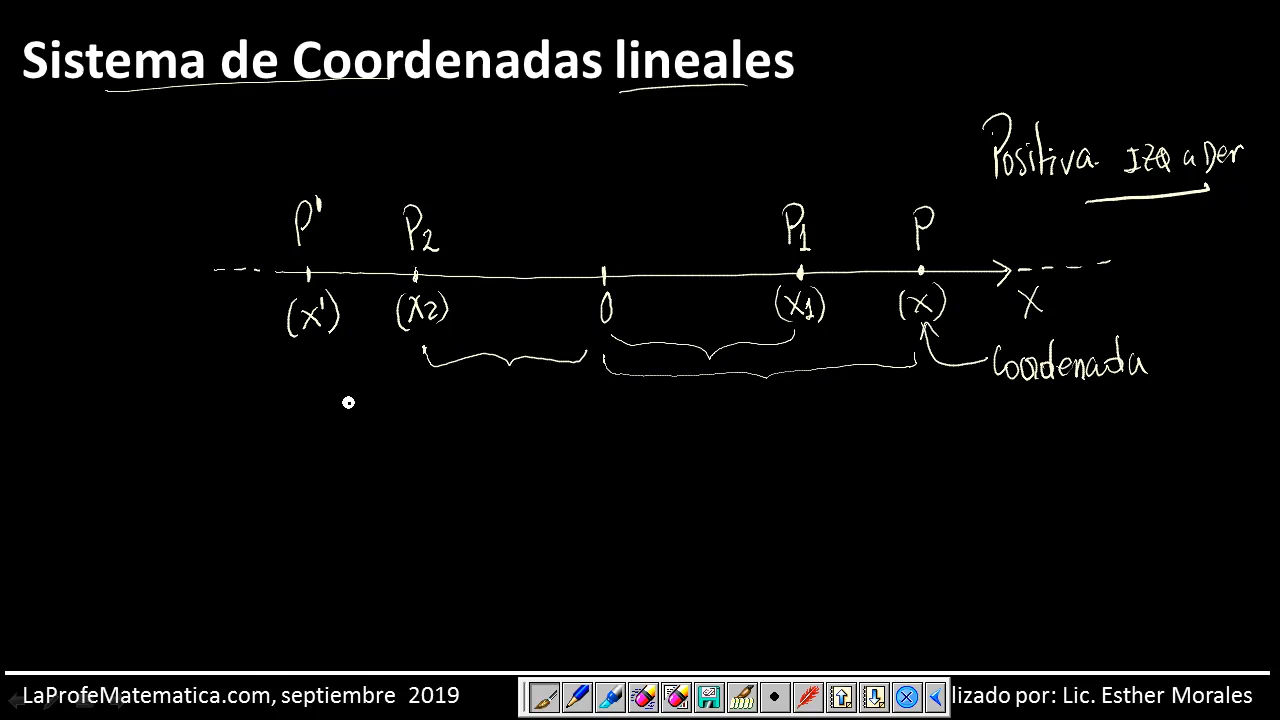 Sistema de Coordenadas lineales
Positiva. IZQ a Der
P' P2 P1 P
(x') (x2) 0 (x1) (x) X
Coordenada
LaProfeMatematica.com, septiembre 2019
lizado por: Lic. Esther Morales